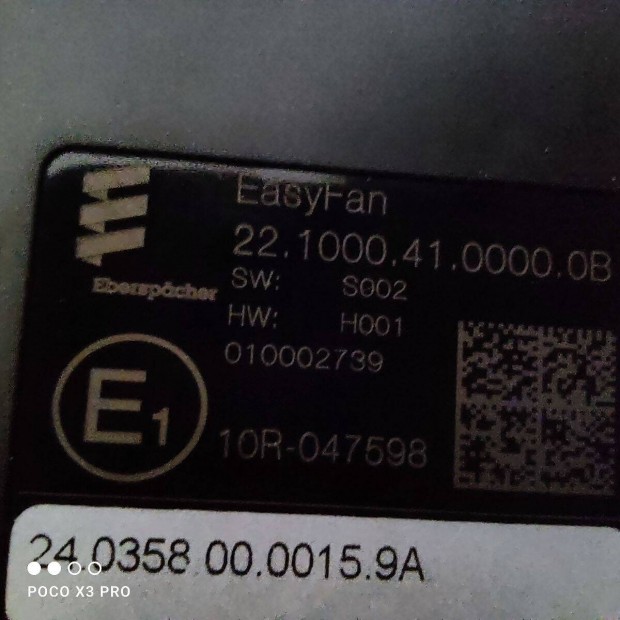 EasyFan
22.1000.41.0000.0B
Eberspächer
SW: S002
HW: H001
010002739
E1
10R-047598
24.0358.00.0015.9A
POCO X3 PRO